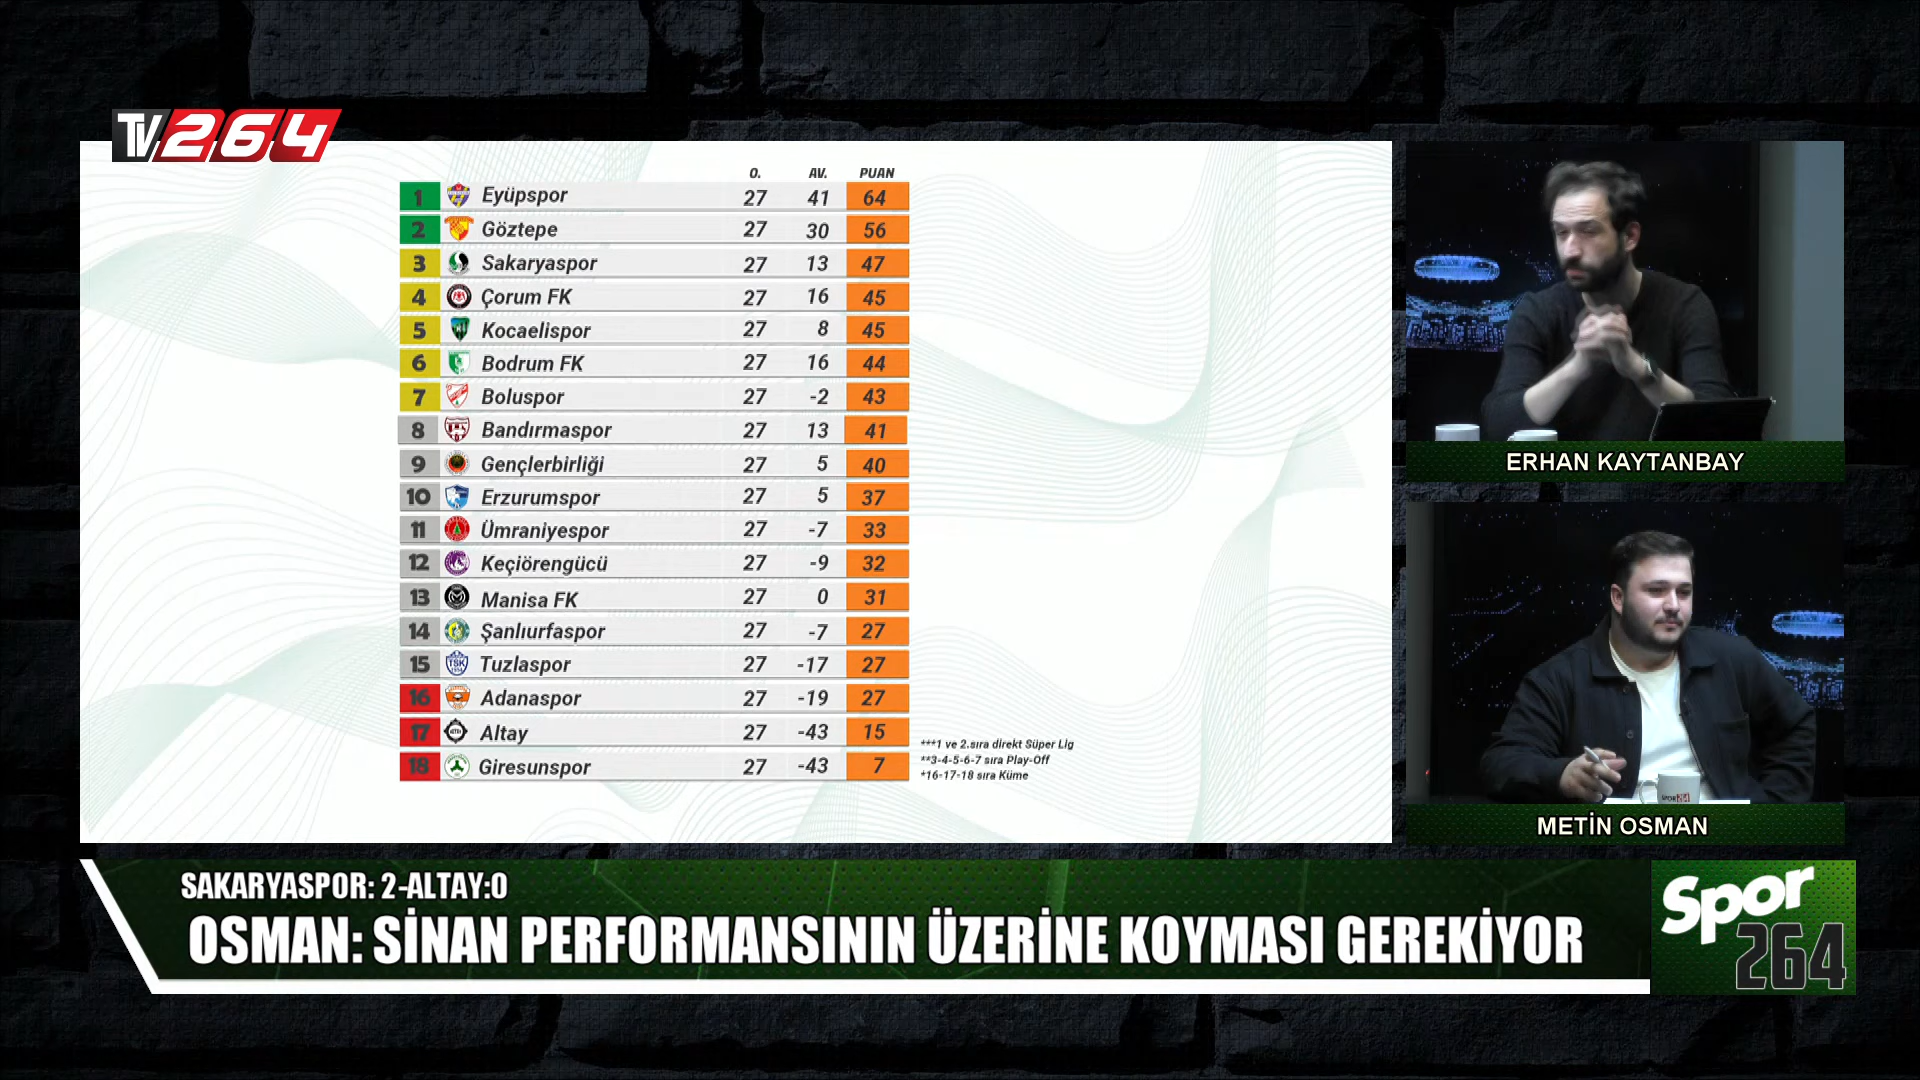 TV264
O. AV. PUAN
1 Eyüpspor 27 41 64
2 Göztepe 27 30 56
3 Sakaryaspor 27 13 47
4 Çorum FK 27 16 45
5 Kocaelispor 27 8 45
6 Bodrum FK 27 16 44
7 Boluspor 27 -2 43
8 Bandırmaspor 27 13 41
9 Gençlerbirliği 27 5 40
10 Erzurumspor 27 5 37
11 Ümraniyespor 27 -7 33
12 Keçiörengücü 27 -9 32
13 Manisa FK 27 0 31
14 Şanlıurfaspor 27 -7 27
15 TSK Tuzlaspor 27 -17 27
16 Adanaspor 27 -19 27
17 Altay 27 -43 15
18 Giresunspor 27 -43 7
***1 ve 2.sıra direkt Süper Lig
**3-4-5-6-7 sıra Play-Off
*16-17-18 sıra Küme
ERHAN KAYTANBAY
SPOR264
METİN OSMAN
SAKARYASPOR: 2-ALTAY:0
OSMAN: SİNAN PERFORMANSININ ÜZERİNE KOYMASI GEREKİYOR
Spor
264